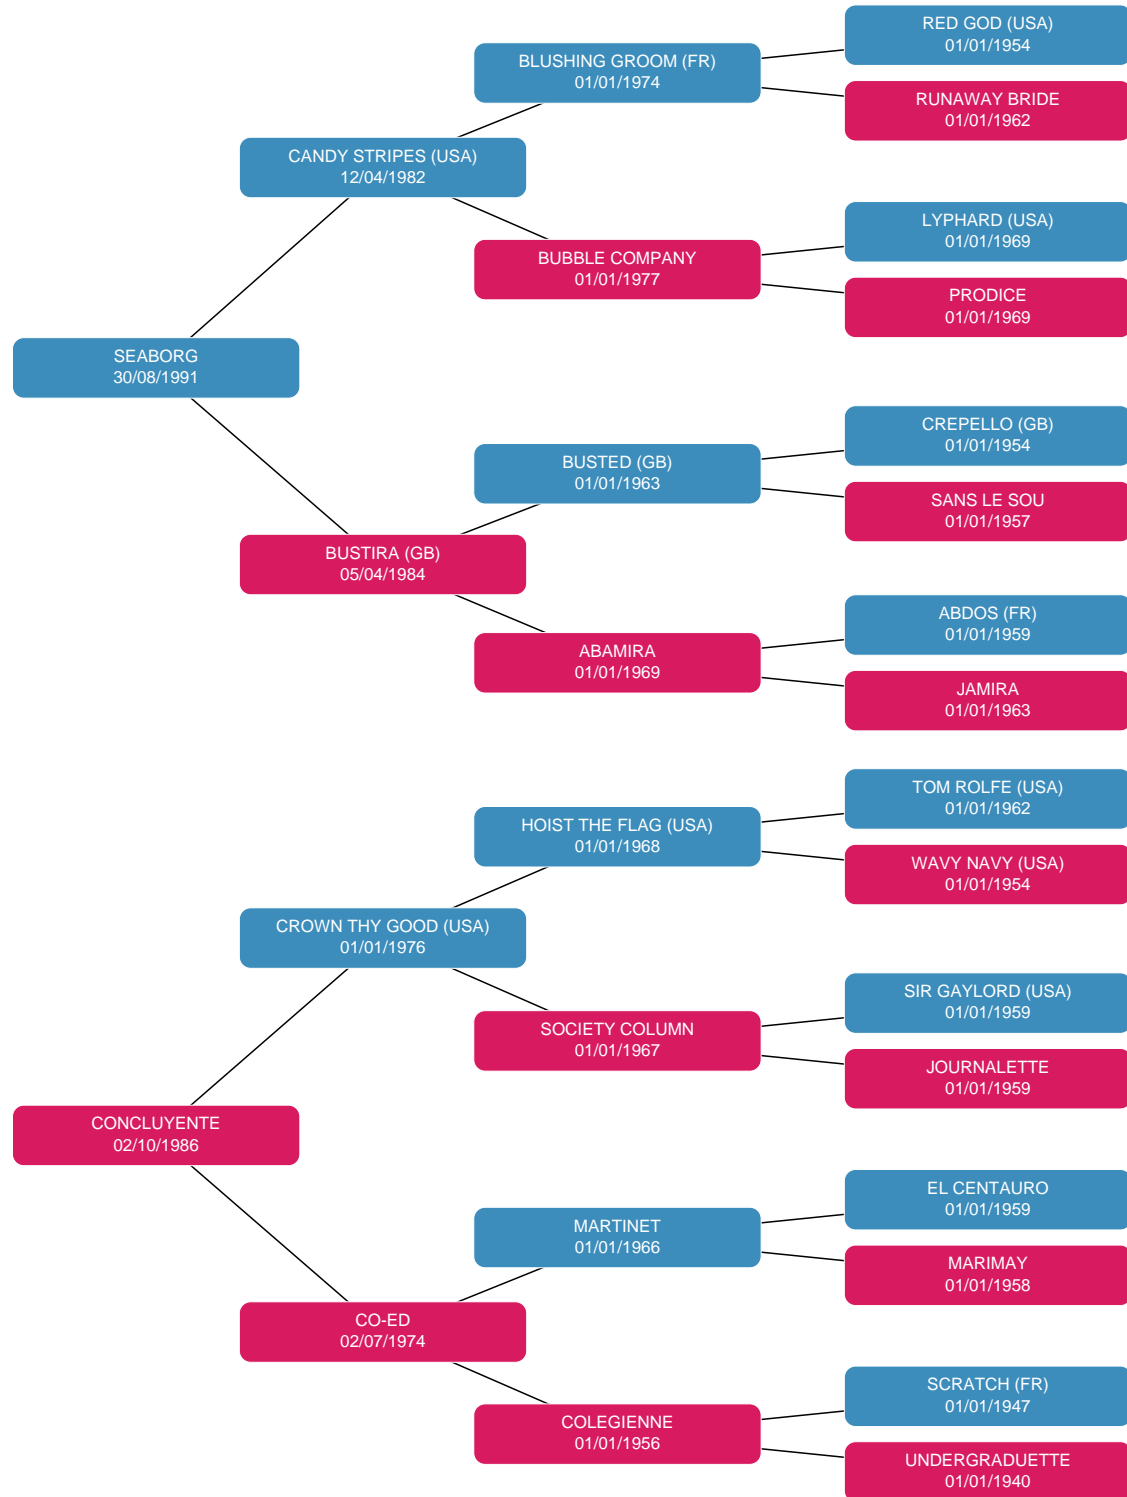 RED GOD (USA)
01/01/1954
BLUSHING GROOM (FR)
01/01/1974
RUNAWAY BRIDE
01/01/1962
CANDY STRIPES (USA)
12/04/1982
LYPHARD (USA)
01/01/1969
BUBBLE COMPANY
01/01/1977
PRODICE
01/01/1969
SEABORG
30/08/1991
CREPELLO (GB)
01/01/1954
BUSTED (GB)
01/01/1963
SANS LE SOU
01/01/1957
BUSTIRA (GB)
05/04/1984
ABDOS (FR)
01/01/1959
ABAMIRA
01/01/1969
JAMIRA
01/01/1963
TOM ROLFE (USA)
01/01/1962
HOIST THE FLAG (USA)
01/01/1968
WAVY NAVY (USA)
01/01/1954
CROWN THY GOOD (USA)
01/01/1976
SIR GAYLORD (USA)
01/01/1959
SOCIETY COLUMN
01/01/1967
JOURNALETTE
01/01/1959
CONCLUYENTE
02/10/1986
EL CENTAURO
01/01/1959
MARTINET
01/01/1966
MARIMAY
01/01/1958
CO-ED
02/07/1974
SCRATCH (FR)
01/01/1947
COLEGIENNE
01/01/1956
UNDERGRADUETTE
01/01/1940